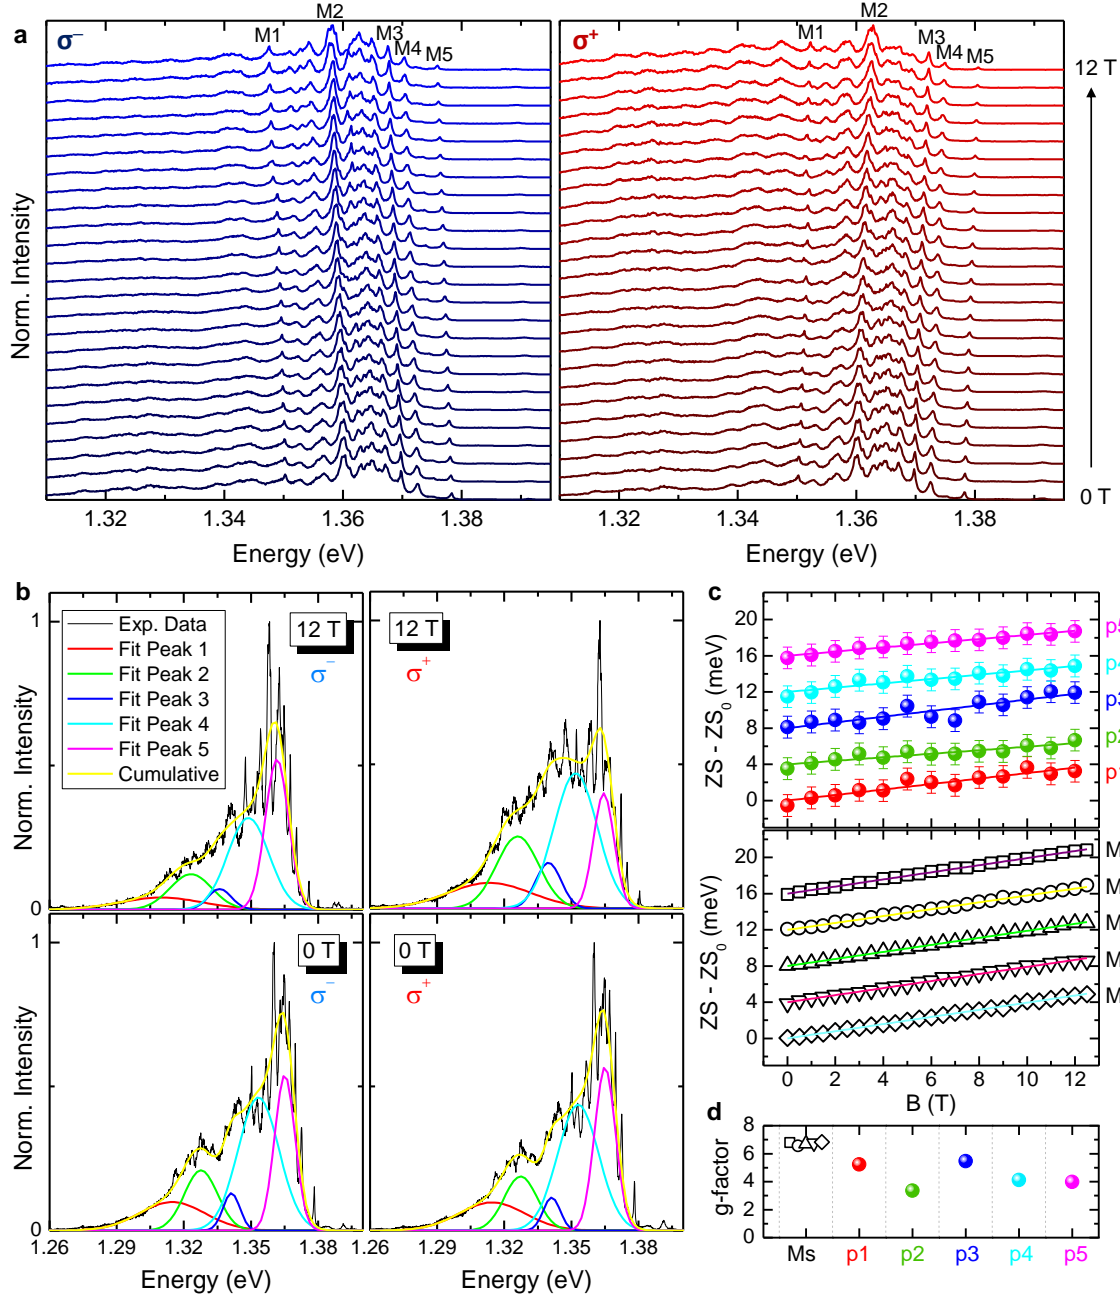 a
σ⁻
M1
M2
M3
M4
M5
σ⁺
M1
M2
M3
M4
M5
12 T
0 T
Norm. Intensity
1.32 1.34 1.36 1.38
Energy (eV)
1.32 1.34 1.36 1.38
Energy (eV)
b
Exp. Data
Fit Peak 1
Fit Peak 2
Fit Peak 3
Fit Peak 4
Fit Peak 5
Cumulative
12 T
σ⁻
12 T
σ⁺
1
0
Norm. Intensity
0 T
σ⁻
0 T
σ⁺
1
0
Norm. Intensity
1.26 1.29 1.32 1.35 1.38
Energy (eV)
1.26 1.29 1.32 1.35 1.38
Energy (eV)
c
20
16
12
8
4
0
ZS - ZS₀ (meV)
p5
p4
p3
p2
p1
20
16
12
8
4
0
ZS - ZS₀ (meV)
M
M
M
M
M
0 2 4 6 8 10 12
B (T)
d
8
6
4
2
0
g-factor
Ms p1 p2 p3 p4 p5